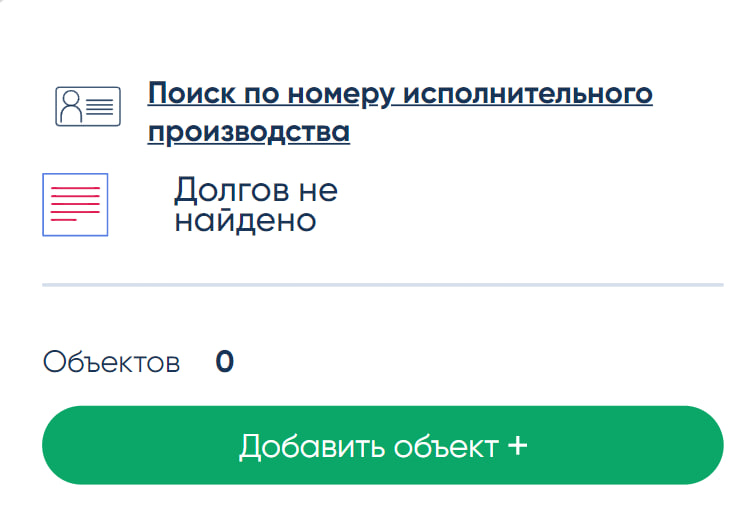 Поиск по номеру исполнительного
производства
Долгов не
найдено
Объектов 0
Добавить объект +